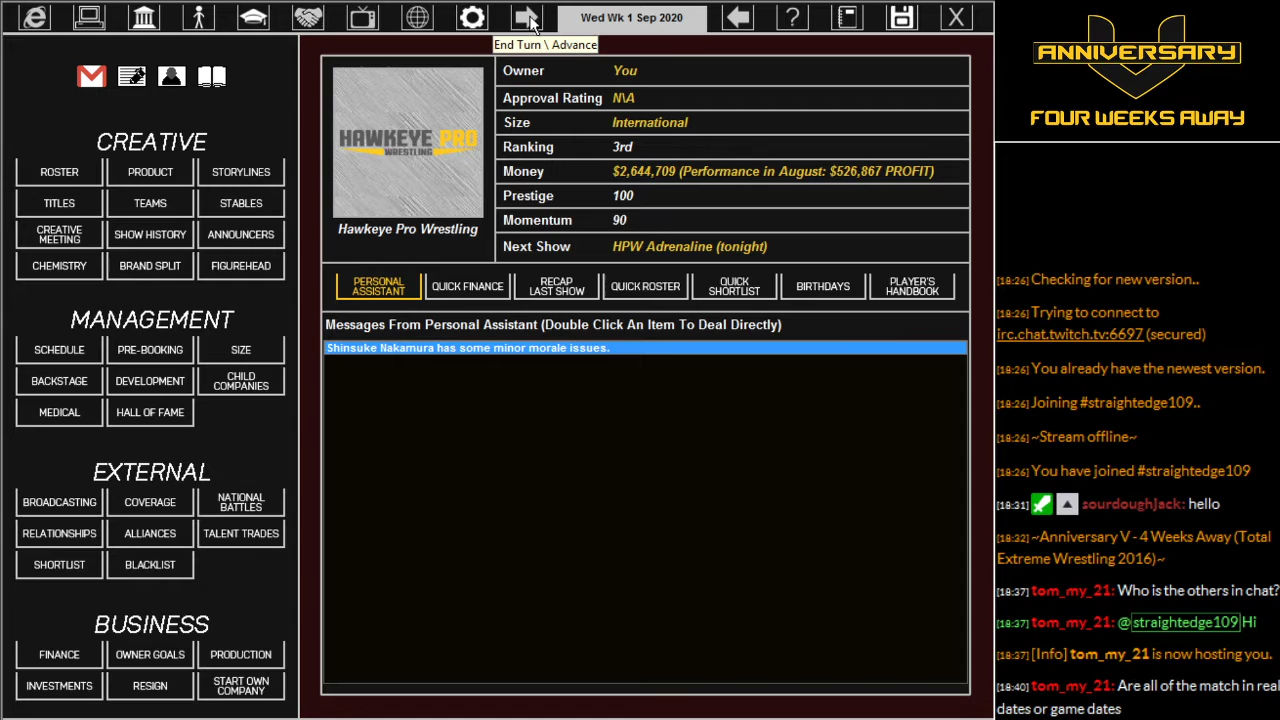 Wed Wk 1 Sep 2020
End Turn \ Advance
ANNIVERSARY
FOUR WEEKS AWAY
CREATIVE
ROSTER
PRODUCT
STORYLINES
TITLES
TEAMS
STABLES
CREATIVE MEETING
SHOW HISTORY
ANNOUNCERS
CHEMISTRY
BRAND SPLIT
FIGUREHEAD
MANAGEMENT
SCHEDULE
PRE-BOOKING
SIZE
BACKSTAGE
DEVELOPMENT
CHILD COMPANIES
MEDICAL
HALL OF FAME
EXTERNAL
BROADCASTING
COVERAGE
NATIONAL BATTLES
RELATIONSHIPS
ALLIANCES
TALENT TRADES
SHORTLIST
BLACKLIST
BUSINESS
FINANCE
OWNER GOALS
PRODUCTION
INVESTMENTS
RESIGN
START OWN COMPANY
HAWKEYE PRO
WRESTLING
Hawkeye Pro Wrestling
Owner You
Approval Rating N\A
Size International
Ranking 3rd
Money $2,644,709 (Performance in August: $526,867 PROFIT)
Prestige 100
Momentum 90
Next Show HPW Adrenaline (tonight)
PERSONAL ASSISTANT
QUICK FINANCE
RECAP LAST SHOW
QUICK ROSTER
QUICK SHORTLIST
BIRTHDAYS
PLAYER'S HANDBOOK
Messages From Personal Assistant (Double Click An Item To Deal Directly)
Shinsuke Nakamura has some minor morale issues.
[18:26] Checking for new version..
[18:26] Trying to connect to
irc.chat.twitch.tv:6697 (secured)
[18:26] You already have the newest version.
[18:26] Joining #straightedge109..
[18:26] ~Stream offline~
[18:26] You have joined #straightedge109
[18:31] sourdoughjack: hello
[18:32] ~Anniversary V - 4 Weeks Away (Total
Extreme Wrestling 2016)~
[18:37] tom_my_21: Who is the others in chat?
[18:37] tom_my_21: @straightedge109 Hi
[18:37] [Info] tom_my_21 is now hosting you.
[18:40] tom_my_21: Are all of the match in real
dates or game dates